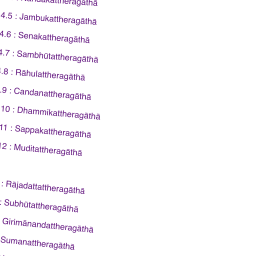 Nandakattheragāthā
4.5 : Jambukattheragāthā
4.6 : Senakattheragāthā
4.7 : Sambhūtattheragāthā
.8 : Rāhulattheragāthā
.9 : Candanattheragāthā
10 : Dhammikattheragāthā
11 : Sappakattheragāthā
12 : Muditattheragāthā
: Rājadattattheragāthā
: Subhūtattheragāthā
Girimānandattheragāthā
Sumanattheragāthā
: